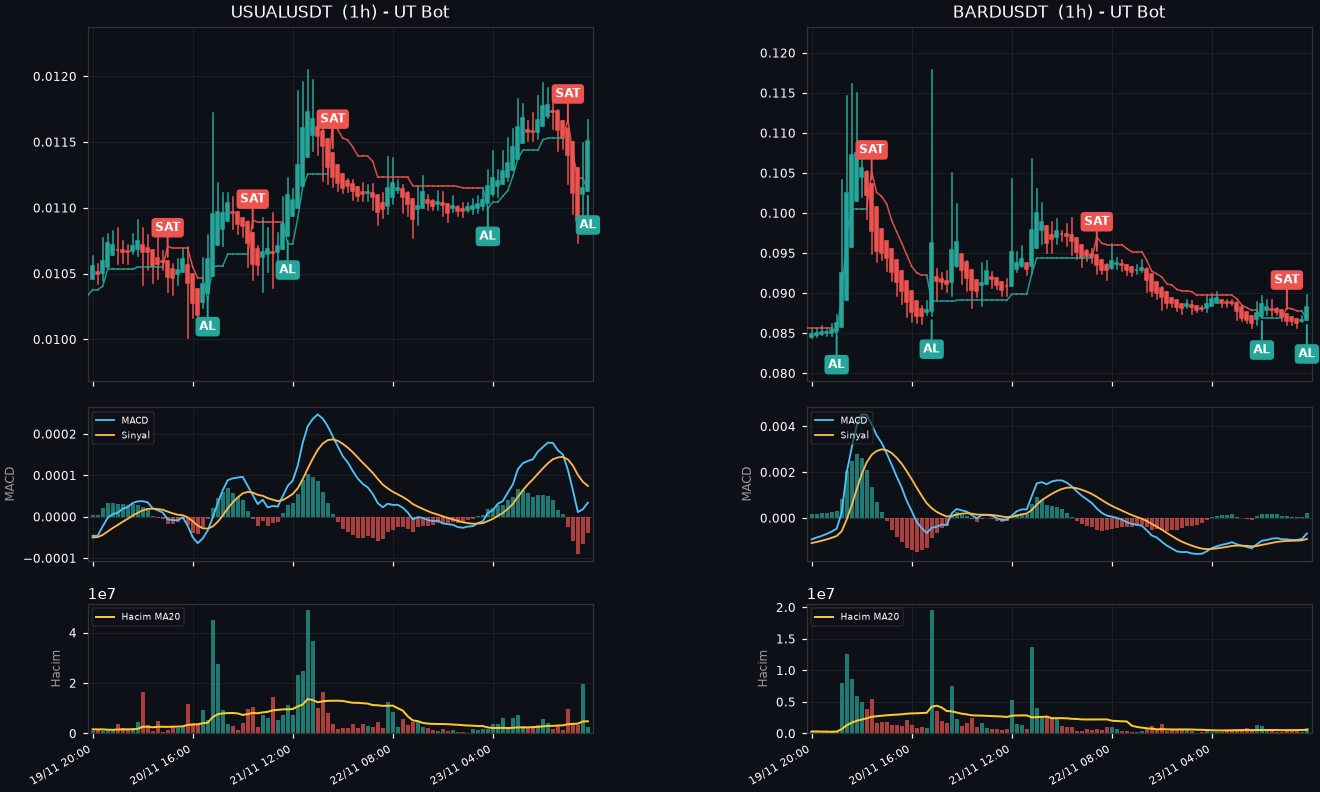 USUALUSDT (1h) - UT Bot
0.0120
0.0115
0.0110
0.0105
0.0100
SAT
SAT
SAT
SAT
AL
AL
AL
AL
MACD
Sinyal
MACD
0.0002
0.0001
0.0000
−0.0001
1e7
Hacim MA20
Hacim
4
2
0
19/11 20:00
20/11 16:00
21/11 12:00
22/11 08:00
23/11 04:00
BARDUSDT (1h) - UT Bot
0.120
0.115
0.110
0.105
0.100
0.095
0.090
0.085
0.080
SAT
SAT
SAT
AL
AL
AL
AL
MACD
Sinyal
MACD
0.004
0.002
0.000
1e7
Hacim MA20
Hacim
2.0
1.5
1.0
0.5
0.0
19/11 20:00
20/11 16:00
21/11 12:00
22/11 08:00
23/11 04:00